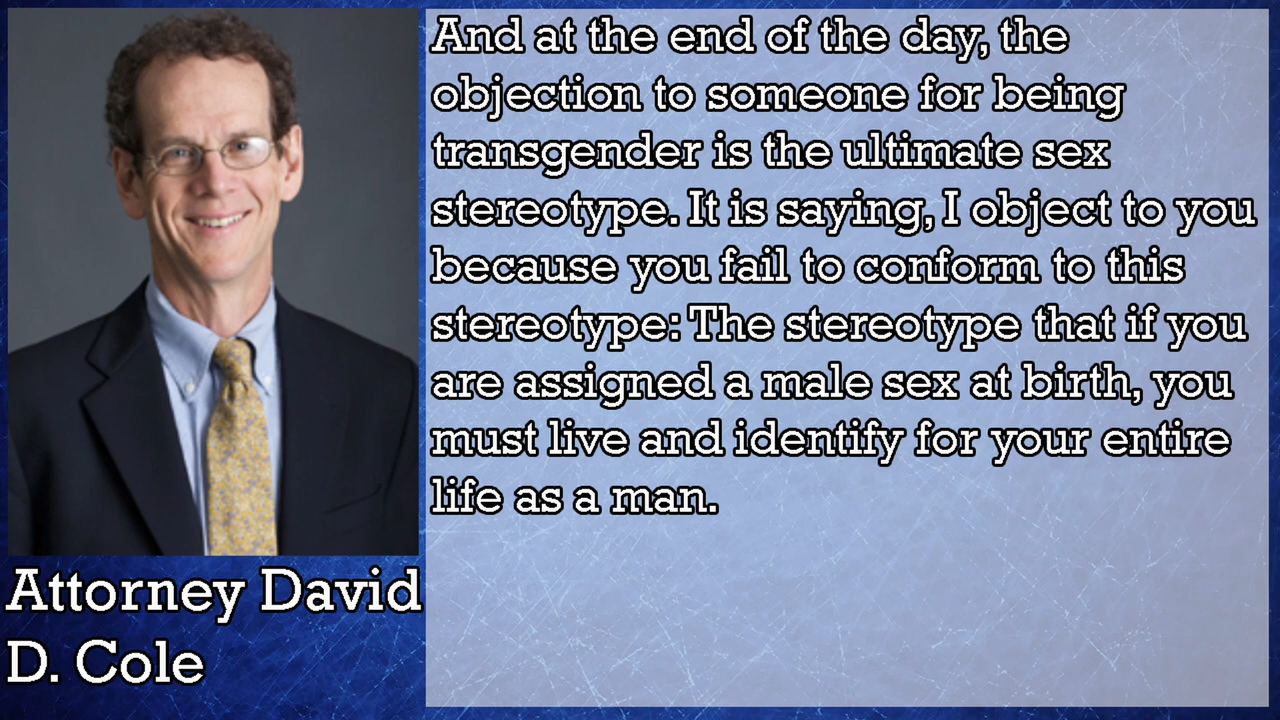 And at the end of the day, the
objection to someone for being
transgender is the ultimate sex
stereotype. It is saying, I object to you
because you fail to conform to this
stereotype: The stereotype that if you
are assigned a male sex at birth, you
must live and identify for your entire
life as a man.
Attorney David
D. Cole